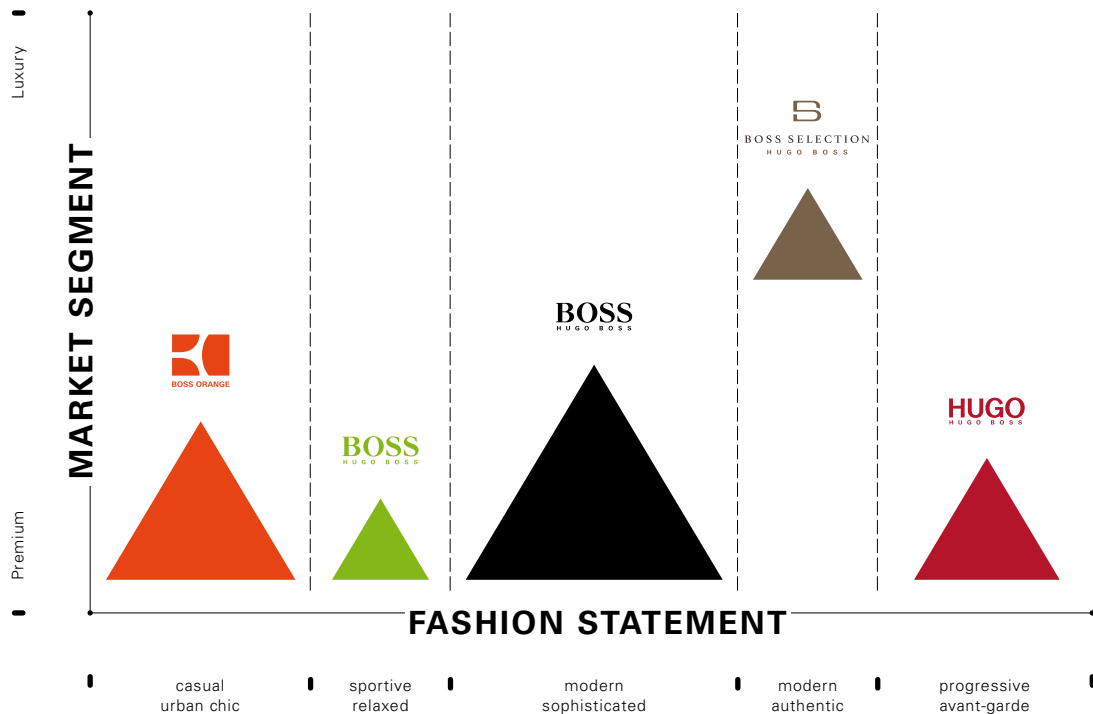 Luxury
MARKET SEGMENT
Premium
B
BOSS SELECTION
HUGO BOSS
BOSS
HUGO BOSS
BOSS ORANGE
BOSS
HUGO BOSS
HUGO
HUGO BOSS
FASHION STATEMENT
casual
urban chic
sportive
relaxed
modern
sophisticated
modern
authentic
progressive
avant-garde